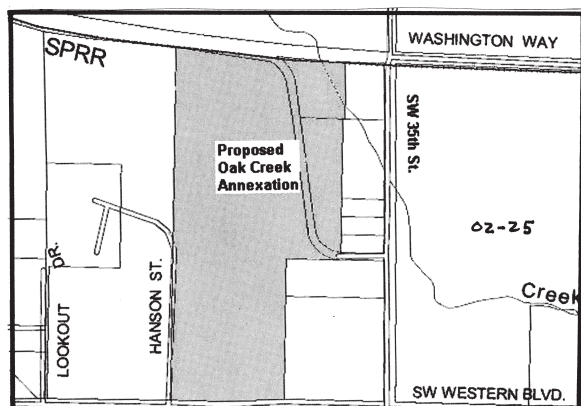 WASHINGTON WAY
SPRR
SW 35th St.
Proposed
Oak Creek
Annexation
02-25
DR.
LOOKOUT
HANSON ST.
Creek
SW WESTERN BLVD.